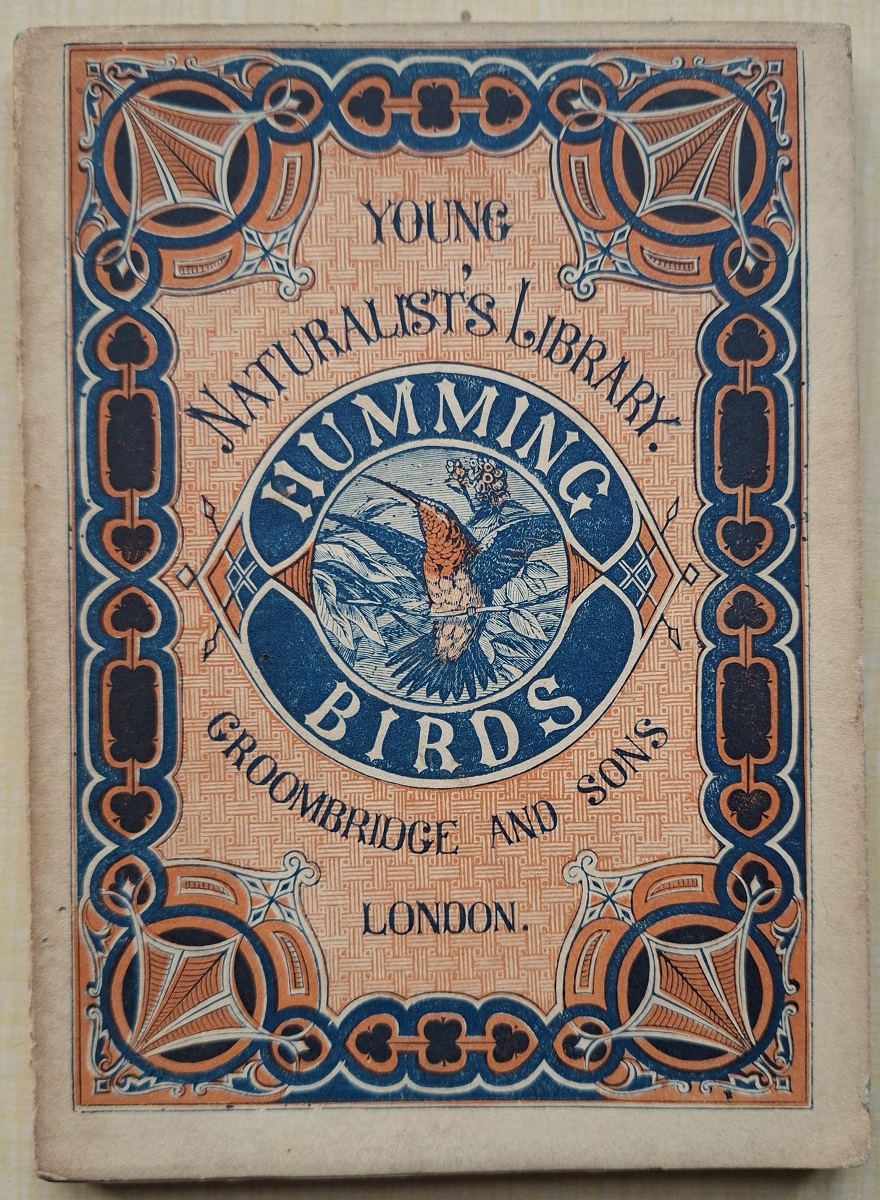 YOUNG
NATURALIST'S LIBRARY.
HUMMING
BIRDS
GROOMBRIDGE AND SONS
LONDON.